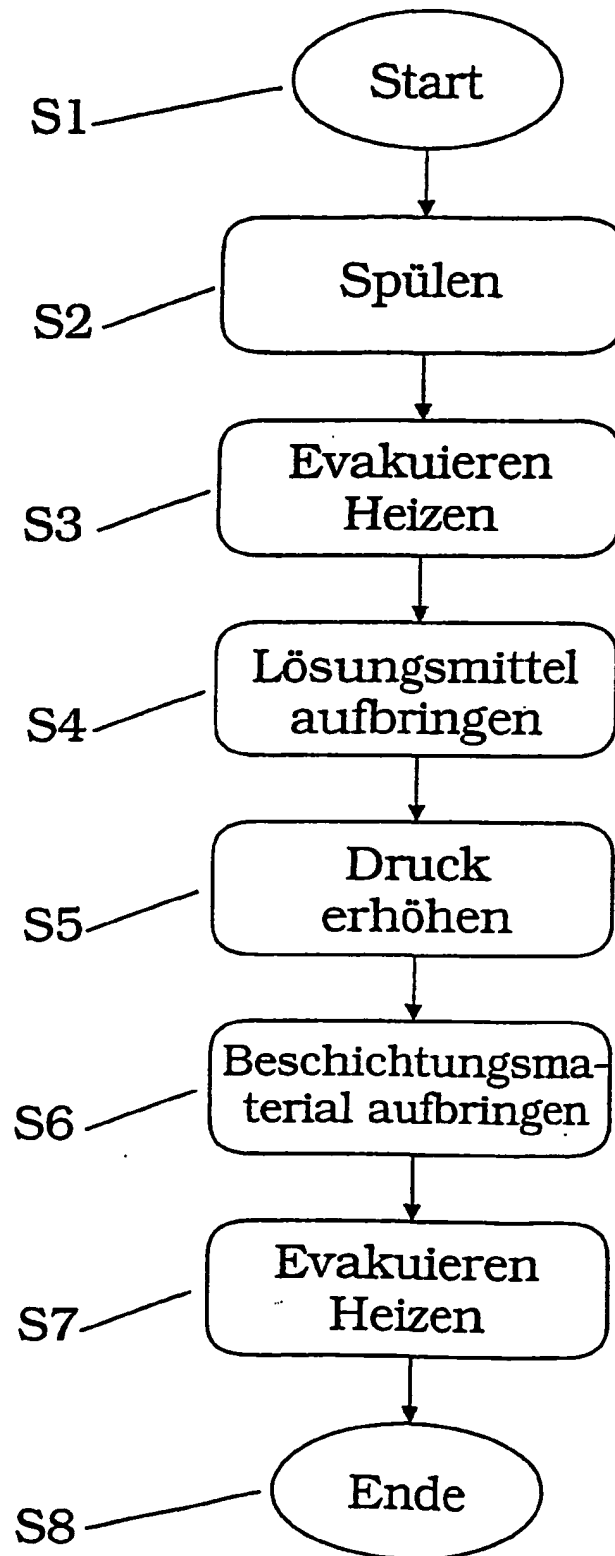 Start
S1
Spülen
S2
Evakuieren
Heizen
S3
Lösungsmittel
aufbringen
S4
Druck
erhöhen
S5
Beschichtungsma-
terial aufbringen
S6
Evakuieren
Heizen
S7
Ende
S8